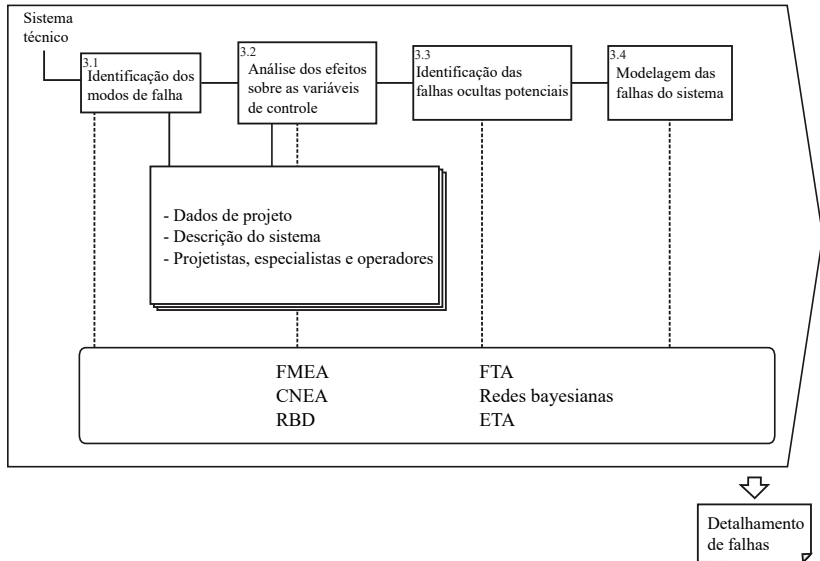 Sistema
técnico
3.1
Identificação dos
modos de falha
3.2
Análise dos efeitos
sobre as variáveis
de controle
3.3
Identificação das
falhas ocultas potenciais
3.4
Modelagem das
falhas do sistema
- Dados de projeto
- Descrição do sistema
- Projetistas, especialistas e operadores
FMEA
CNEA
RBD
FTA
Redes bayesianas
ETA
Detalhamento
de falhas